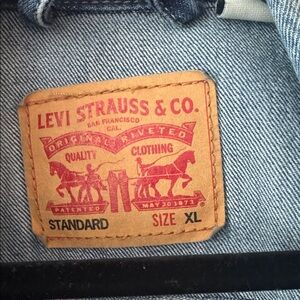 LEVI STRAUSS & CO.
SAN FRANCISCO
CAL.
ORIGINAL RIVETED
QUALITY CLOTHING
PATENTED MAY 20 1873
STANDARD SIZE XL